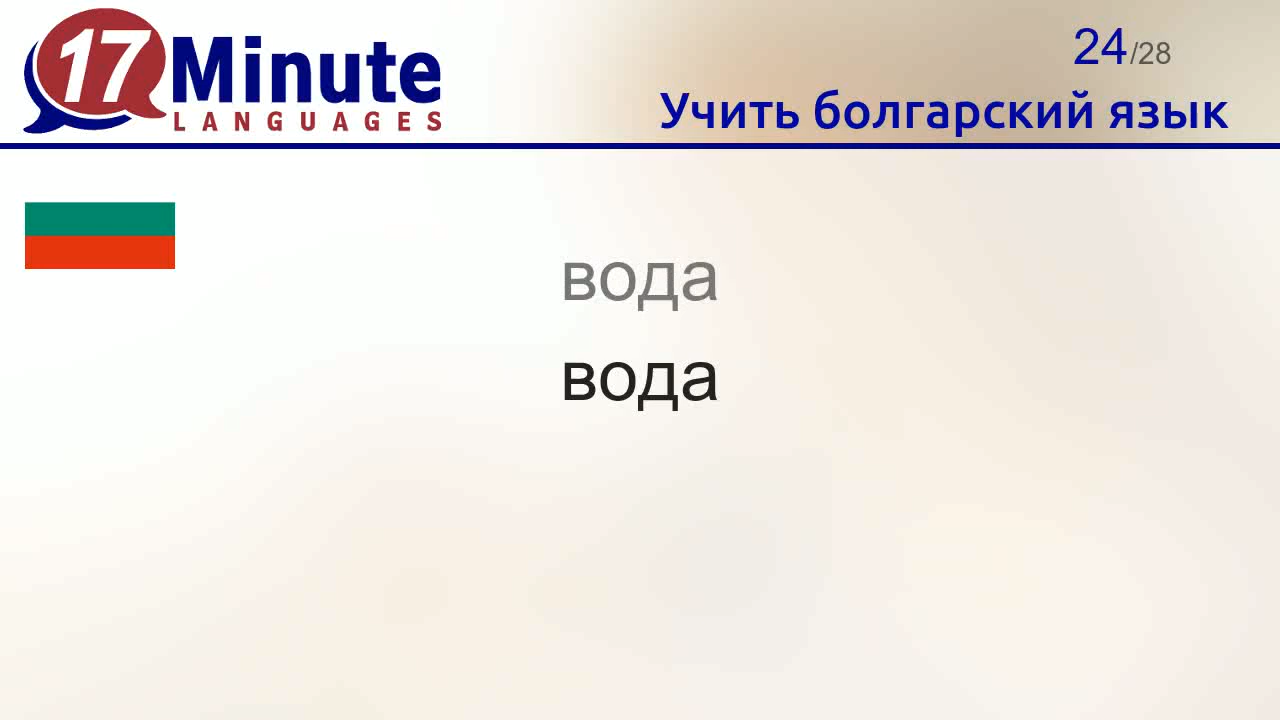 17 Minute
LANGUAGES
24/28
Учить болгарский язык
вода
вода